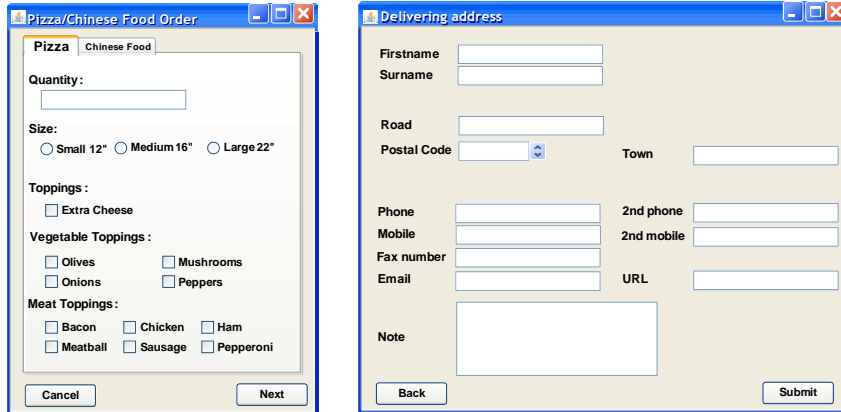 Pizza/Chinese Food Order
Pizza Chinese Food
Quantity:
Size:
Small 12" Medium 16" Large 22"
Toppings :
Extra Cheese
Vegetable Toppings :
Olives Mushrooms
Onions Peppers
Meat Toppings :
Bacon Chicken Ham
Meatball Sausage Pepperoni
Cancel Next
Delivering address
Firstname
Surname
Road
Postal Code Town
Phone 2nd phone
Mobile 2nd mobile
Fax number
Email URL
Note
Back Submit